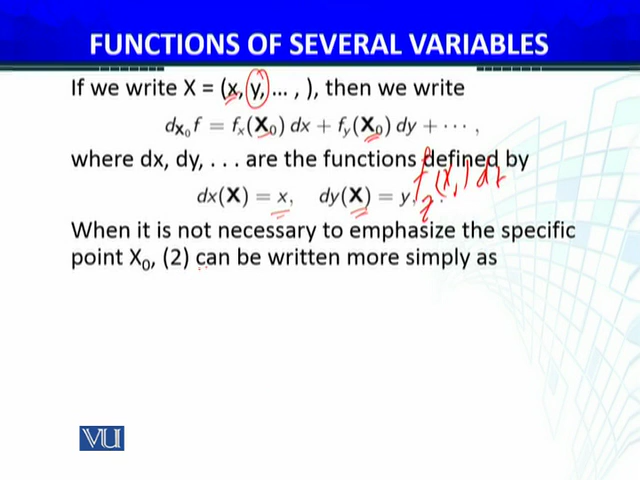 FUNCTIONS OF SEVERAL VARIABLES
If we write X = (x, y, ... , ), then we write
dx₀f = fₓ(X₀) dx + fᵧ(X₀) dy + ··· ,
where dx, dy, . . . are the functions defined by
dx(X) = x, dy(X) = y, 
When it is not necessary to emphasize the specific
point X₀, (2) can be written more simply as
VU